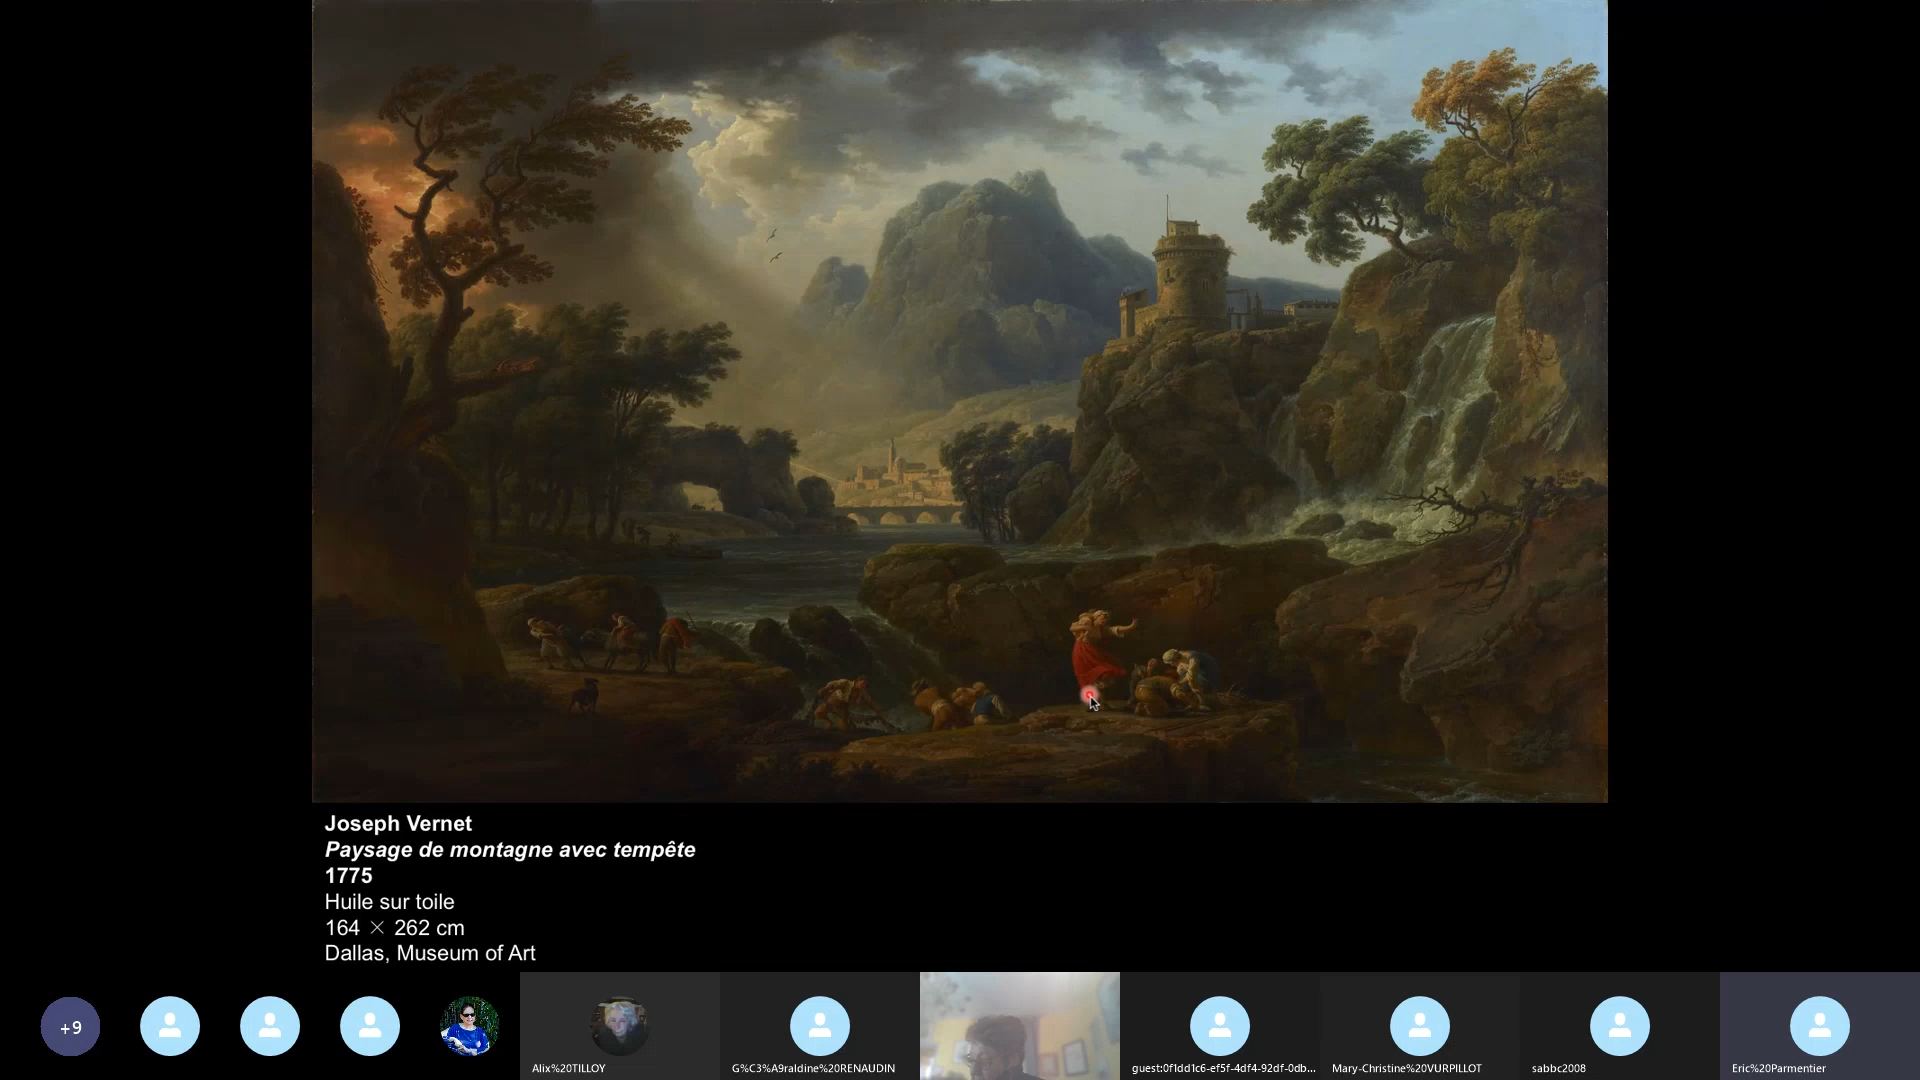 Joseph Vernet
Paysage de montagne avec tempête
1775
Huile sur toile
164 × 262 cm
Dallas, Museum of Art
+9
Alix%20TILLOY
G%C3%A9raldine%20RENAUDIN
guest:0f1dd1c6-ef5f-4df4-92df-0db...
Mary-Christine%20VURPILLOT
sabbc2008
Eric%20Parmentier